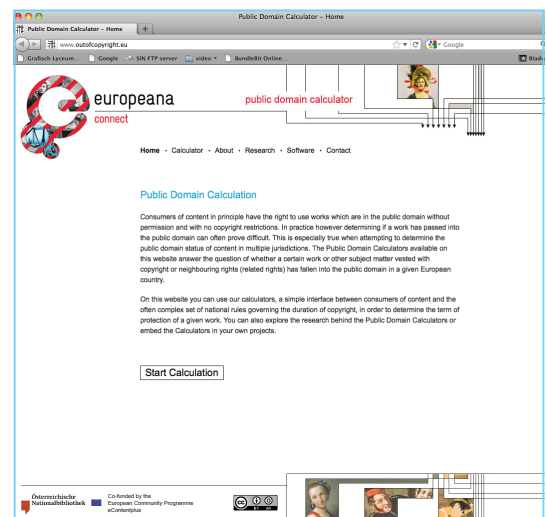 Public Domain Calculator – Home
Public Domain Calculator – Home
www.outofcopyright.eu
Google
Grafisch Lyceum... Google SIN FTP server video BundleBit Online...
europeana
connect
public domain calculator
Home · Calculator · About · Research · Software · Contact
Public Domain Calculation
Consumers of content in principle have the right to use works which are in the public domain without
permission and with no copyright restrictions. In practice however determining if a work has passed into
the public domain can often prove difficult. This is especially true when attempting to determine the
public domain status of content in multiple jurisdictions. The Public Domain Calculators available on
this website answer the question of whether a certain work or other subject matter vested with
copyright or neighbouring rights (related rights) has fallen into the public domain in a given European
country.
On this website you can use our calculators, a simple interface between consumers of content and the
often complex set of national rules governing the duration of copyright, in order to determine the term of
protection of a given work. You can also explore the research behind the Public Domain Calculators or
embed the Calculators in your own projects.
Start Calculation
Österreichische
Nationalbibliothek
Co-funded by the
European Community Programme
eContentplus
cc
BY SA